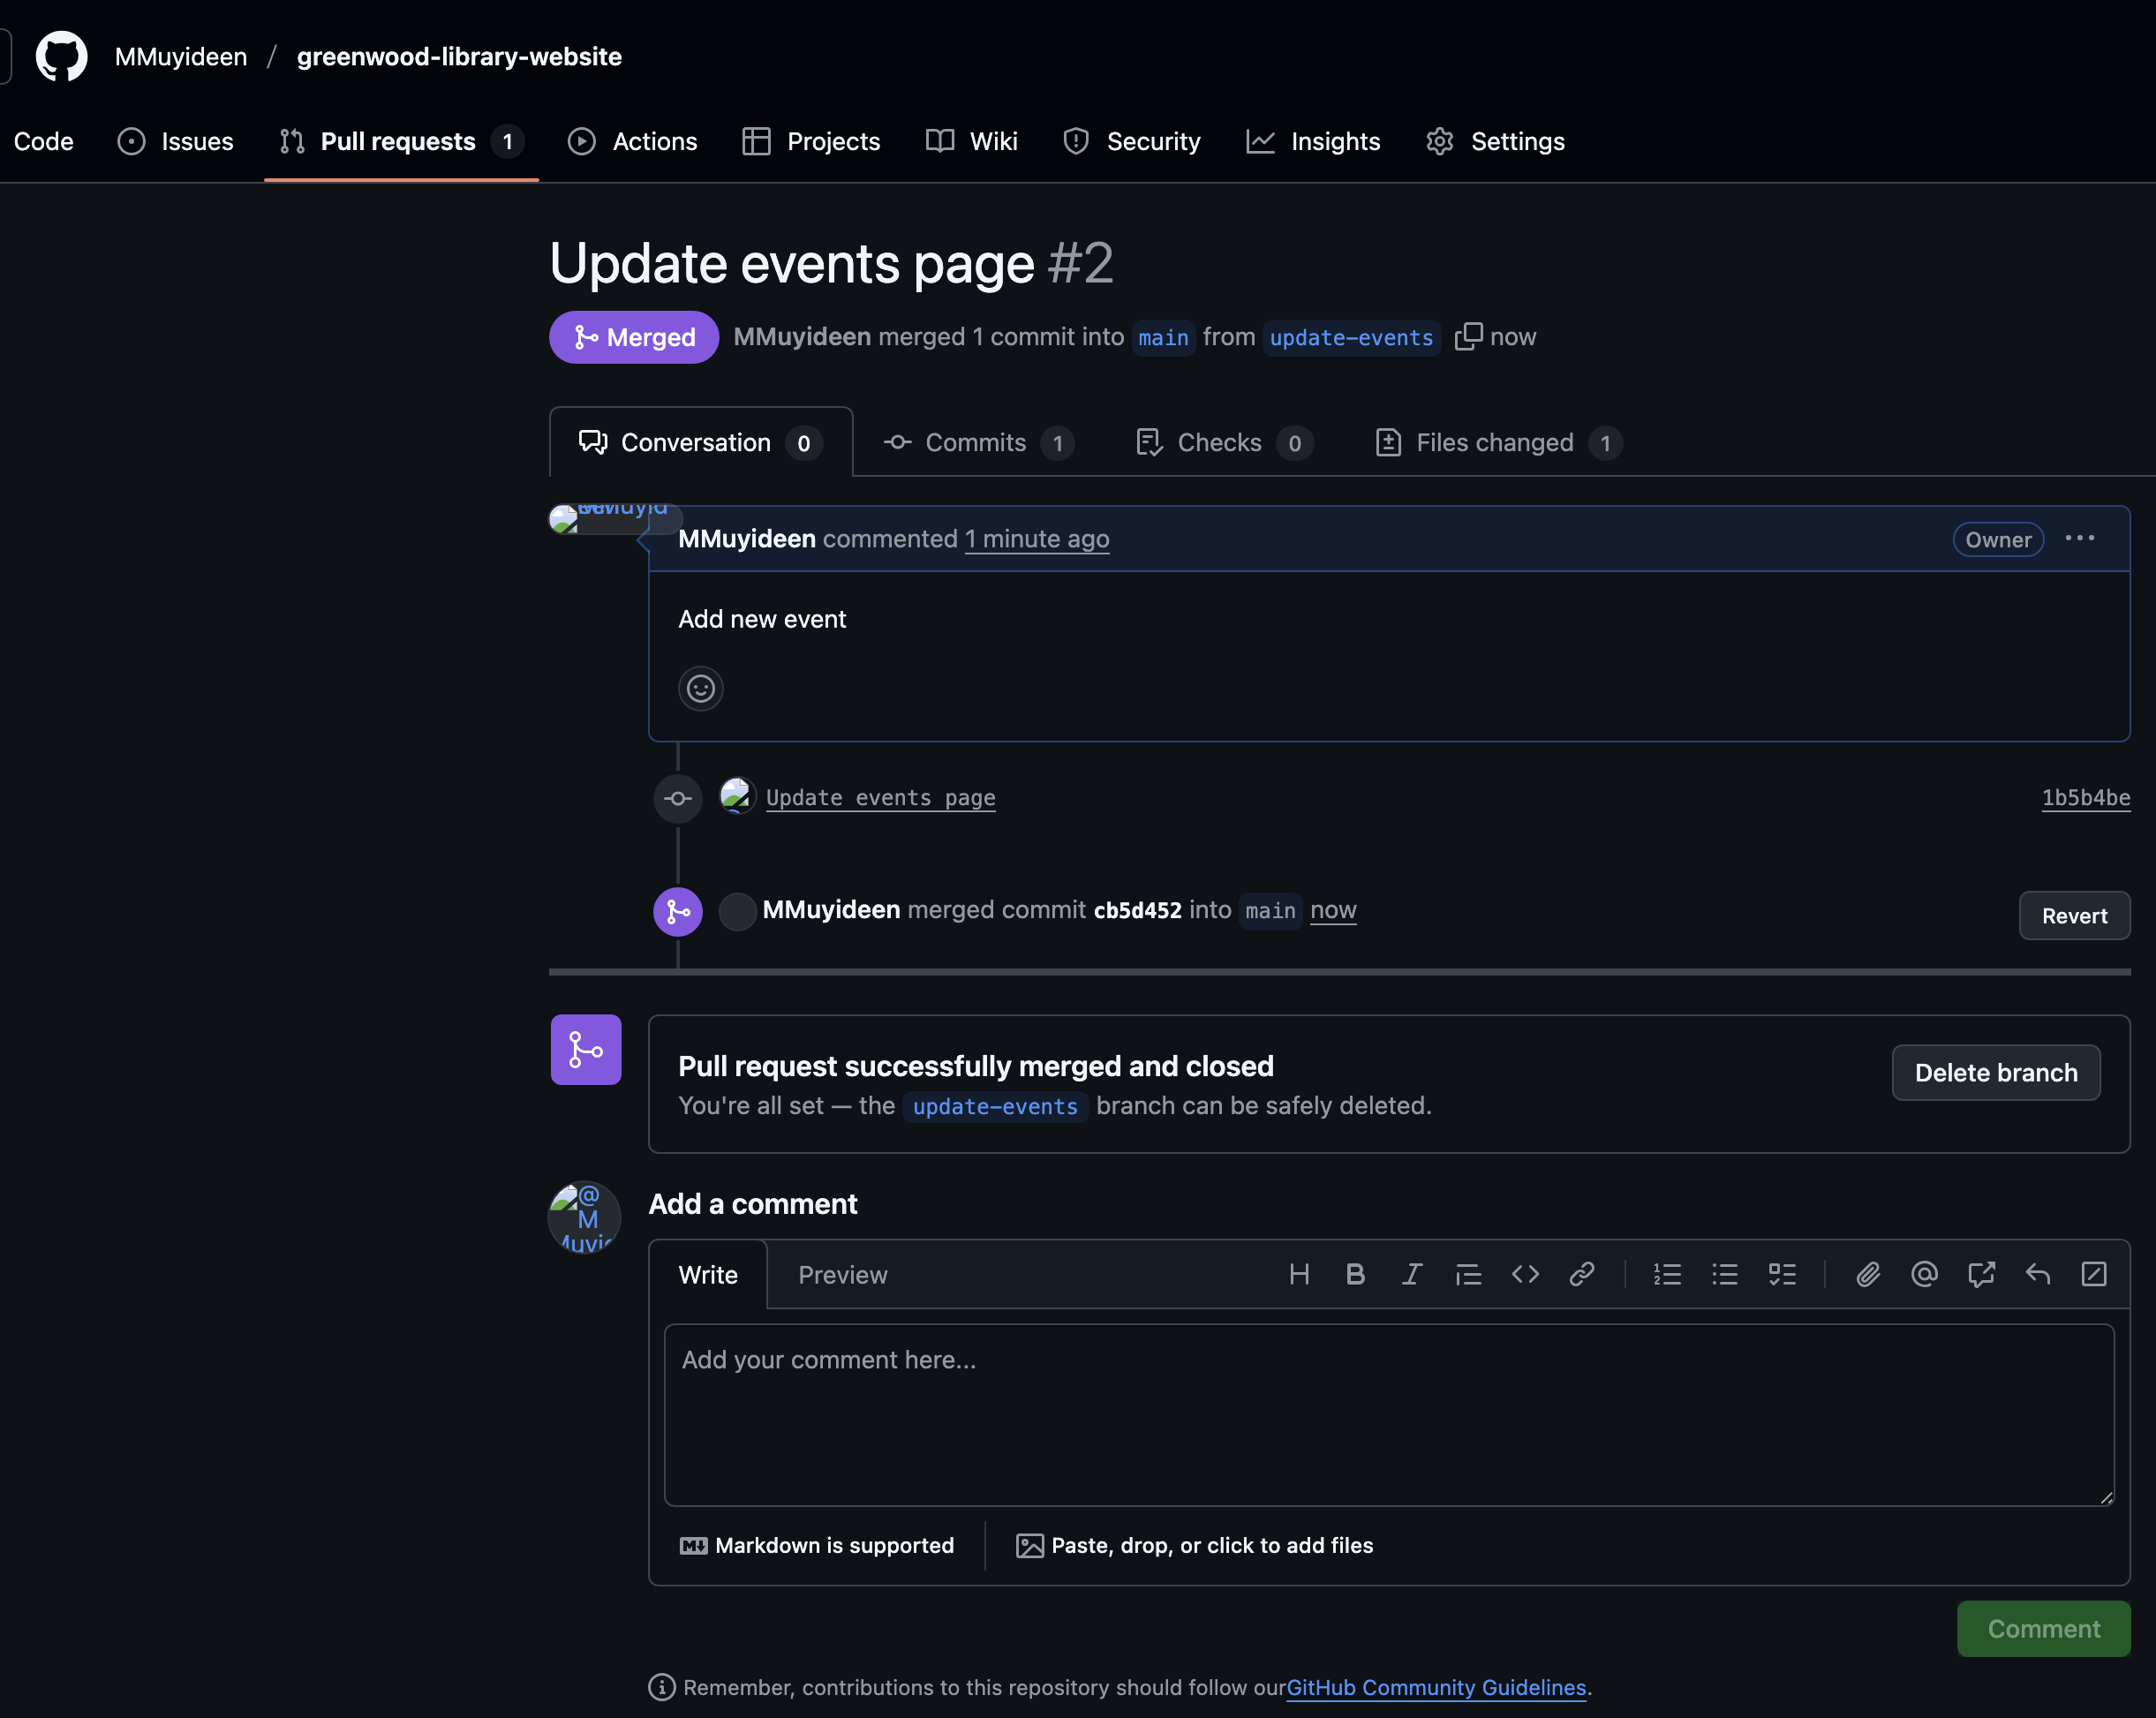 MMuyideen / greenwood-library-website
Code Issues Pull requests 1 Actions Projects Wiki Security Insights Settings
Update events page #2
Merged MMuyideen merged 1 commit into main from update-events now
Conversation 0 Commits 1 Checks 0 Files changed 1
MMuyideen commented 1 minute ago Owner ...
Add new event
Update events page 1b5b4be
MMuyideen merged commit cb5d452 into main now Revert
Pull request successfully merged and closed
Delete branch
You're all set — the update-events branch can be safely deleted.
@
M
Add a comment
Write Preview
Add your comment here...
Markdown is supported Paste, drop, or click to add files
Comment
Remember, contributions to this repository should follow ourGitHub Community Guidelines.